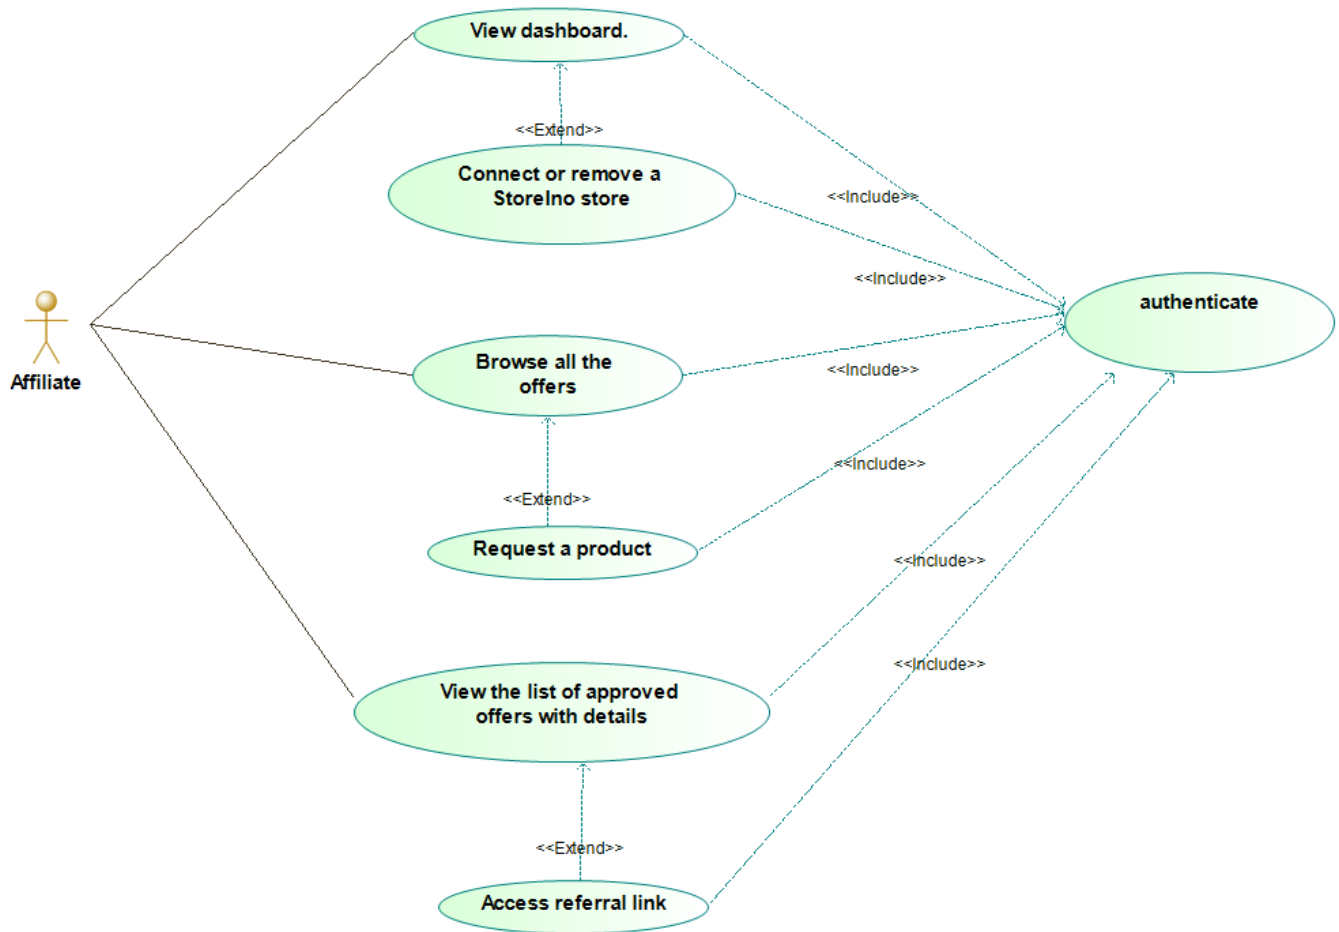 View dashboard.
<<Extend>>
Connect or remove a
StoreIno store
<<Include>>
<<Include>>
authenticate
Affiliate
Browse all the
offers
<<Include>>
<<Include>>
<<Extend>>
Request a product
<<Include>>
<<Include>>
View the list of approved
offers with details
<<Extend>>
Access referral link